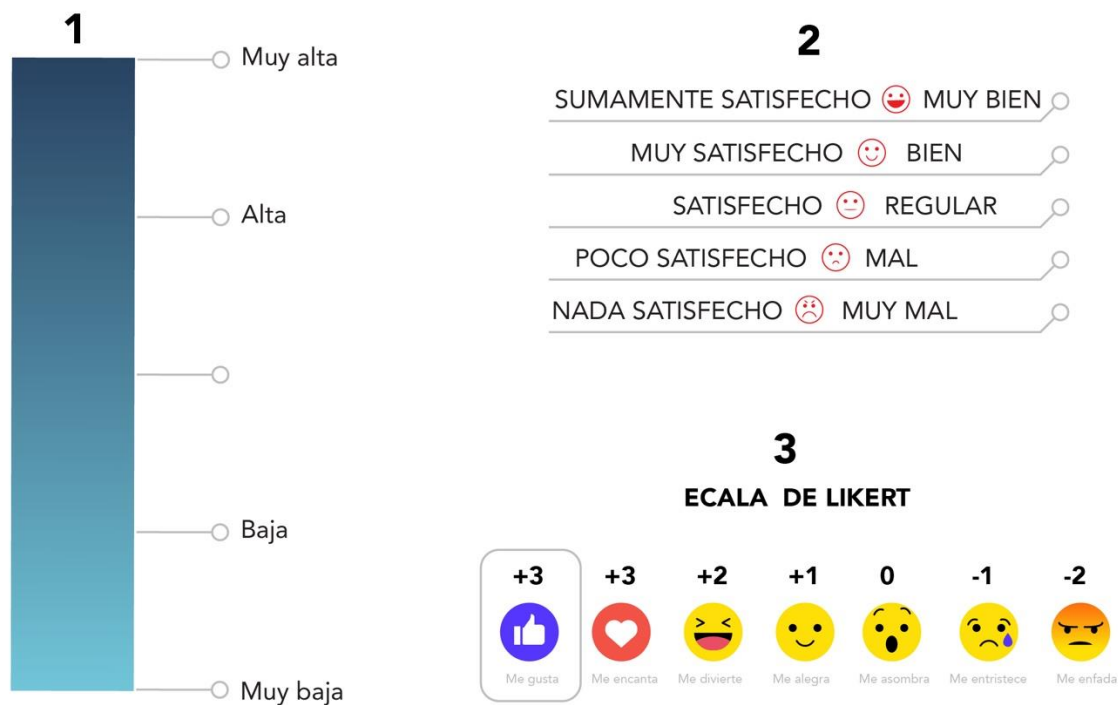 1
Muy alta
Alta
Baja
Muy baja
2
SUMAMENTE SATISFECHO MUY BIEN
MUY SATISFECHO BIEN
SATISFECHO REGULAR
POCO SATISFECHO MAL
NADA SATISFECHO MUY MAL
3
ECALA DE LIKERT
+3 +3 +2 +1 0 -1 -2
Me gusta Me encanta Me divierte Me alegra Me asombra Me entristece Me enfada